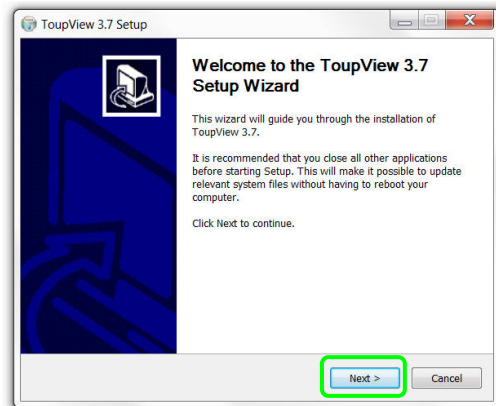 ToupView 3.7 Setup
Welcome to the ToupView 3.7
Setup Wizard
This wizard will guide you through the installation of
ToupView 3.7.
It is recommended that you close all other applications
before starting Setup. This will make it possible to update
relevant system files without having to reboot your
computer.
Click Next to continue.
Next >
Cancel